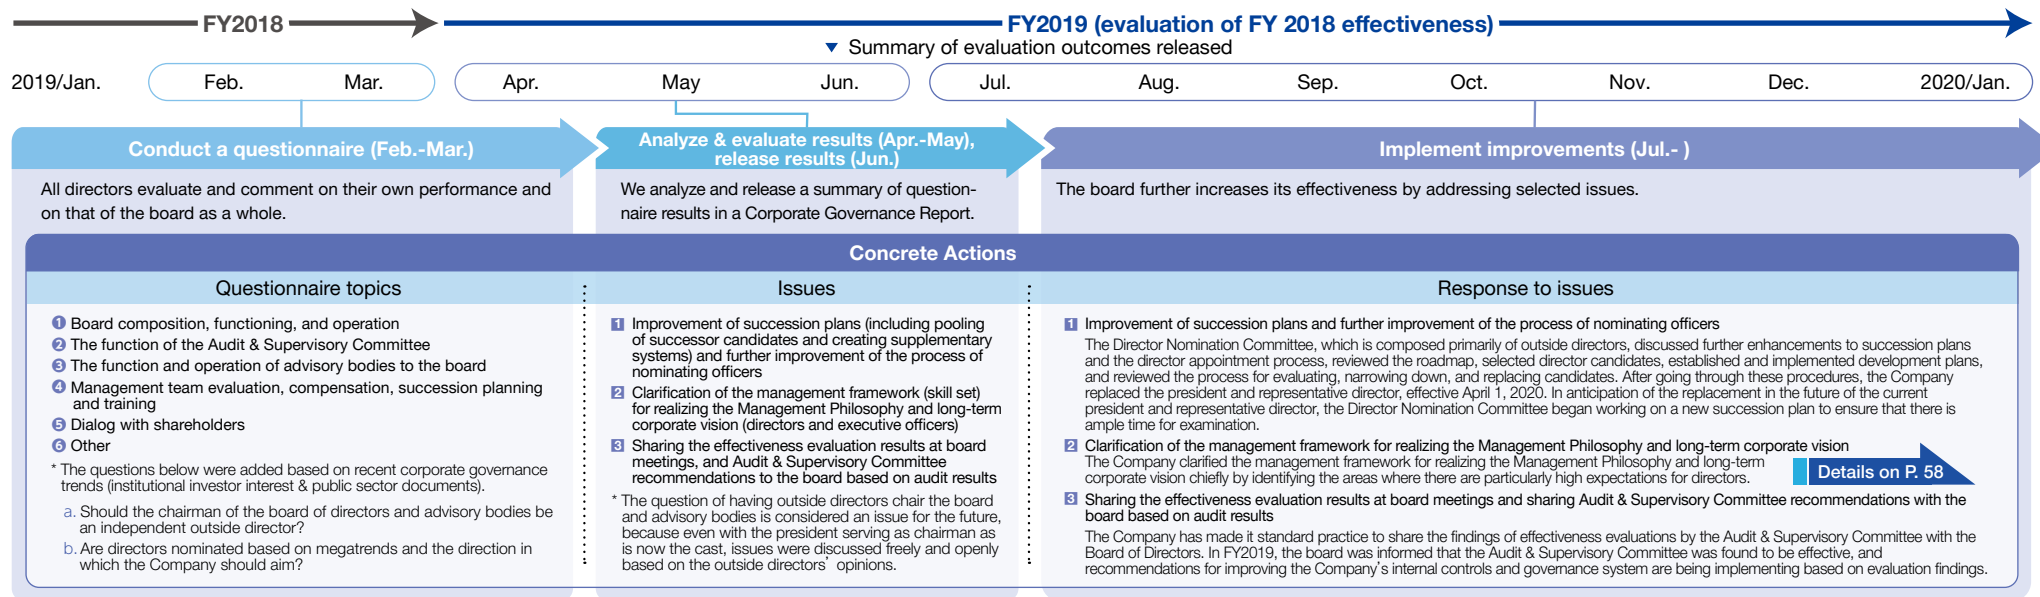 FY2018
FY2019 (evaluation of FY 2018 effectiveness)
▼ Summary of evaluation outcomes released
2019/Jan. Feb. Mar. Apr. May Jun. Jul. Aug. Sep. Oct. Nov. Dec. 2020/Jan.
Conduct a questionnaire (Feb.-Mar.)
All directors evaluate and comment on their own performance and
on that of the board as a whole.
Analyze & evaluate results (Apr.-May),
release results (Jun.)
We analyze and release a summary of question-
naire results in a Corporate Governance Report.
Implement improvements (Jul.- )
The board further increases its effectiveness by addressing selected issues.
Concrete Actions
Questionnaire topics
❶ Board composition, functioning, and operation
❷ The function of the Audit & Supervisory Committee
❸ The function and operation of advisory bodies to the board
❹ Management team evaluation, compensation, succession planning
and training
❺ Dialog with shareholders
❻ Other
* The questions below were added based on recent corporate governance
trends (institutional investor interest & public sector documents).
a. Should the chairman of the board of directors and advisory bodies be
an independent outside director?
b. Are directors nominated based on megatrends and the direction in
which the Company should aim?
Issues
1 Improvement of succession plans (including pooling
of successor candidates and creating supplementary
systems) and further improvement of the process of
nominating officers
2 Clarification of the management framework (skill set)
for realizing the Management Philosophy and long-term
corporate vision (directors and executive officers)
3 Sharing the effectiveness evaluation results at board
meetings, and Audit & Supervisory Committee
recommendations to the board based on audit results
* The question of having outside directors chair the board
and advisory bodies is considered an issue for the future,
because even with the president serving as chairman as
is now the cast, issues were discussed freely and openly
based on the outside directors' opinions.
Response to issues
1 Improvement of succession plans and further improvement of the process of nominating officers
The Director Nomination Committee, which is composed primarily of outside directors, discussed further enhancements to succession plans
and the director appointment process, reviewed the roadmap, selected director candidates, established and implemented development plans,
and reviewed the process for evaluating, narrowing down, and replacing candidates. After going through these procedures, the Company
replaced the president and representative director, effective April 1, 2020. In anticipation of the replacement in the future of the current
president and representative director, the Director Nomination Committee began working on a new succession plan to ensure that there is
ample time for examination.
2 Clarification of the management framework for realizing the Management Philosophy and long-term corporate vision
The Company clarified the management framework for realizing the Management Philosophy and long-term
corporate vision chiefly by identifying the areas where there are particularly high expectations for directors.
Details on P. 58
3 Sharing the effectiveness evaluation results at board meetings and sharing Audit & Supervisory Committee recommendations with the
board based on audit results
The Company has made it standard practice to share the findings of effectiveness evaluations by the Audit & Supervisory Committee with the
Board of Directors. In FY2019, the board was informed that the Audit & Supervisory Committee was found to be effective, and
recommendations for improving the Company's internal controls and governance system are being implementing based on evaluation findings.